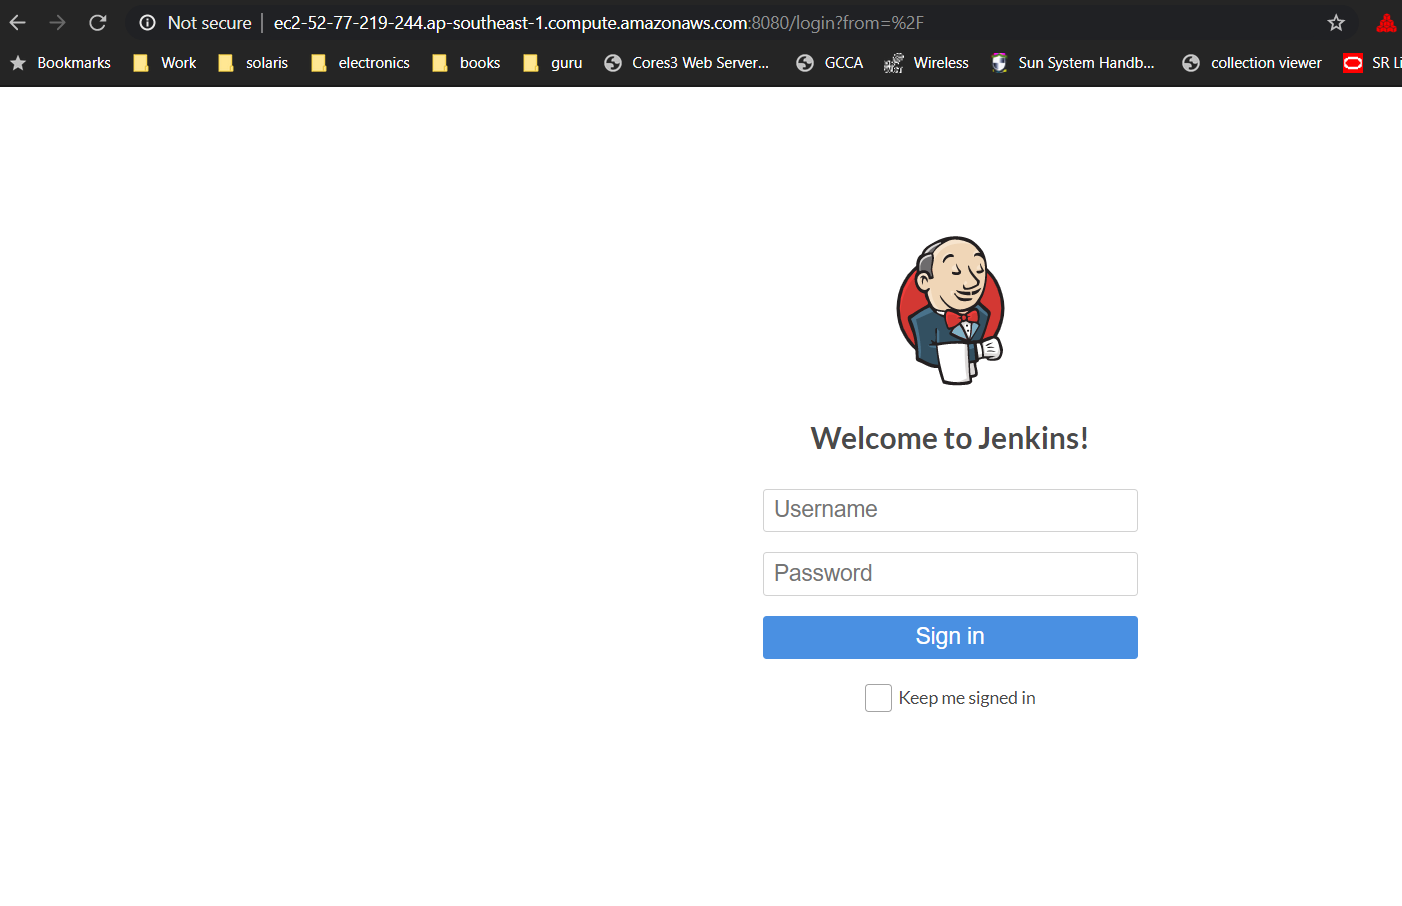 Not secure | ec2-52-77-219-244.ap-southeast-1.compute.amazonaws.com:8080/login?from=%2F
Bookmarks Work solaris electronics books guru Cores3 Web Server... GCCA Wireless Sun System Handb... collection viewer SR Li
Welcome to Jenkins!
Username
Password
Sign in
Keep me signed in